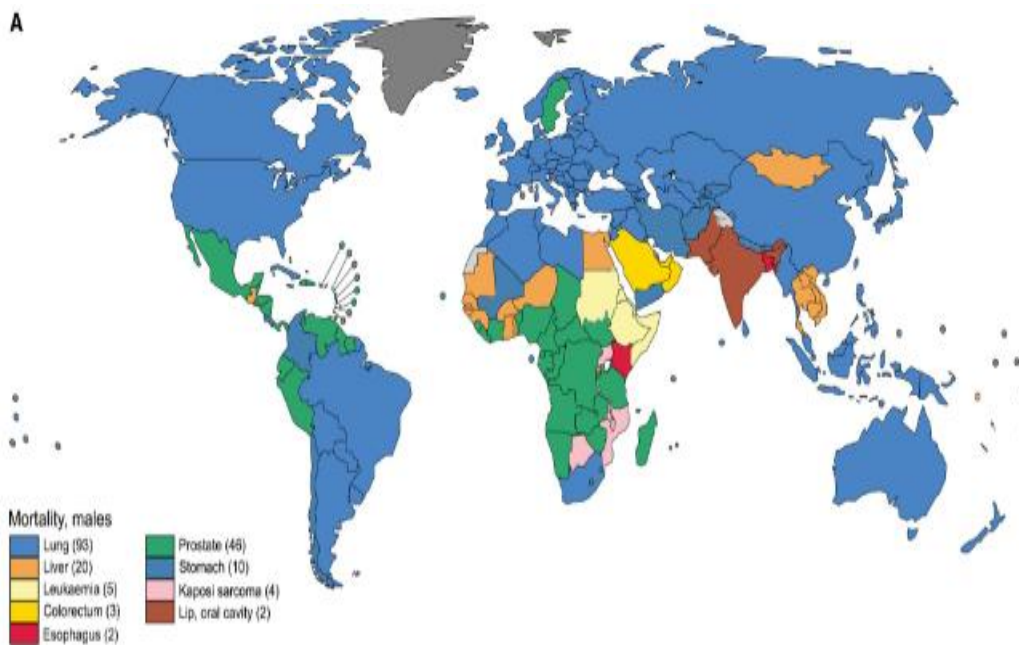 A
Mortality, males
Lung (93)
Liver (20)
Leukaemia (5)
Colorectum (3)
Esophagus (2)
Prostate (46)
Stomach (10)
Kaposi sarcoma (4)
Lip, oral cavity (2)